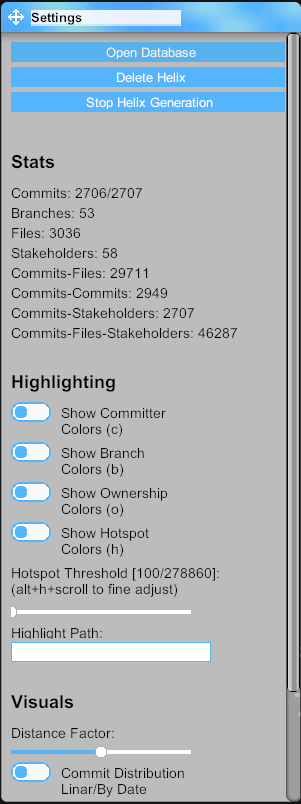 Settings
Open Database
Delete Helix
Stop Helix Generation
Stats
Commits: 2706/2707
Branches: 53
Files: 3036
Stakeholders: 58
Commits-Files: 29711
Commits-Commits: 2949
Commits-Stakeholders: 2707
Commits-Files-Stakeholders: 46287
Highlighting
Show Committer
Colors (c)
Show Branch
Colors (b)
Show Ownership
Colors (o)
Show Hotspot
Colors (h)
Hotspot Threshold [100/278860]:
(alt+h+scroll to fine adjust)
Highlight Path:
Visuals
Distance Factor:
Commit Distribution
Linar/By Date